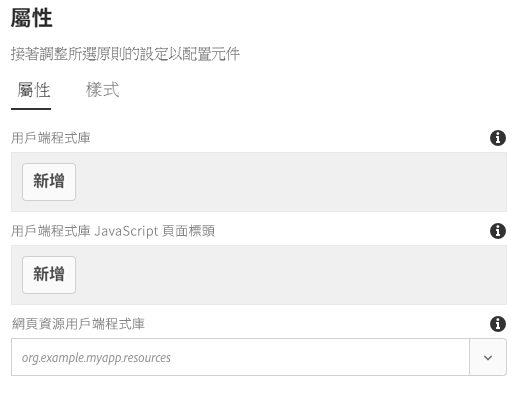 屬性
接著調整所選原則的設定以配置元件
屬性 樣式
用戶端程式庫
新增
用戶端程式庫 JavaScript 頁面標頭
新增
網頁資源用戶端程式庫
org.example.myapp.resources